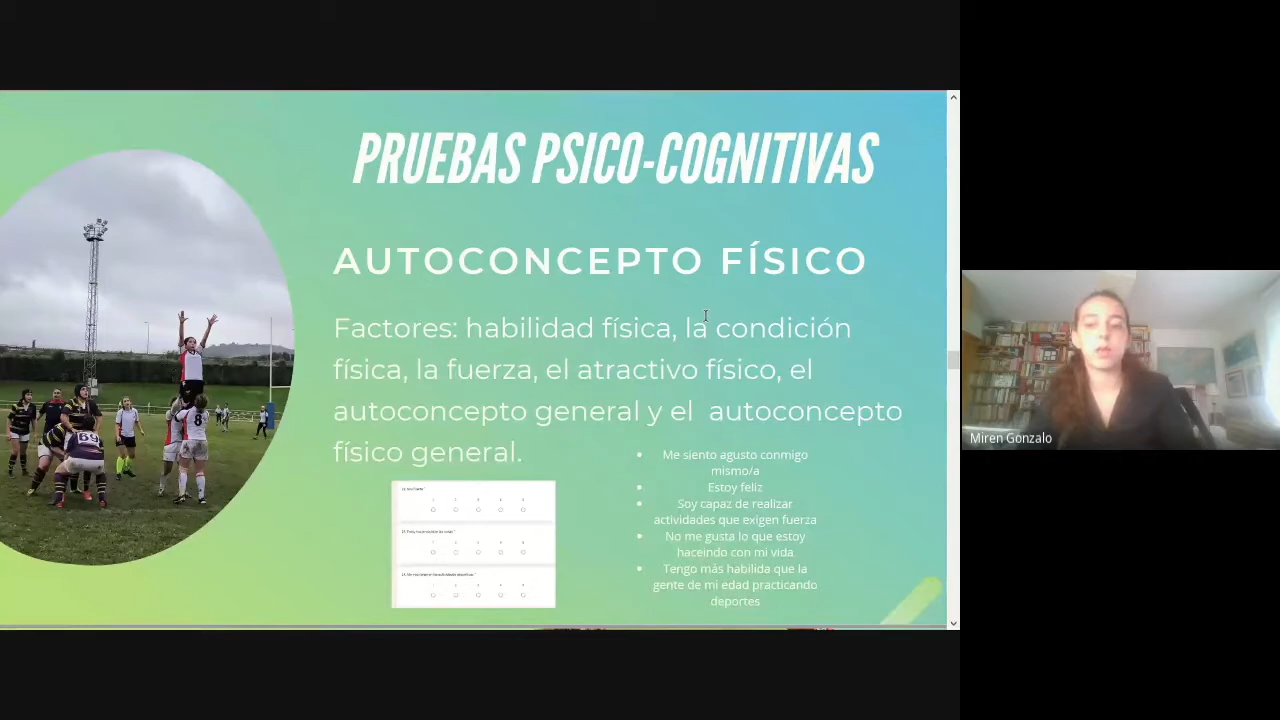 PRUEBAS PSICO-COGNITIVAS
AUTOCONCEPTO FÍSICO
Factores: habilidad física, la condición
física, la fuerza, el atractivo físico, el
autoconcepto general y el autoconcepto
físico general.
Me siento agusto conmigo
mismo/a
Estoy feliz
Soy capaz de realizar
actividades que exigen fuerza
No me gusta lo que estoy
haceindo con mi vida
Tengo más habilida que la
gente de mi edad practicando
deportes
69
8
Miren Gonzalo